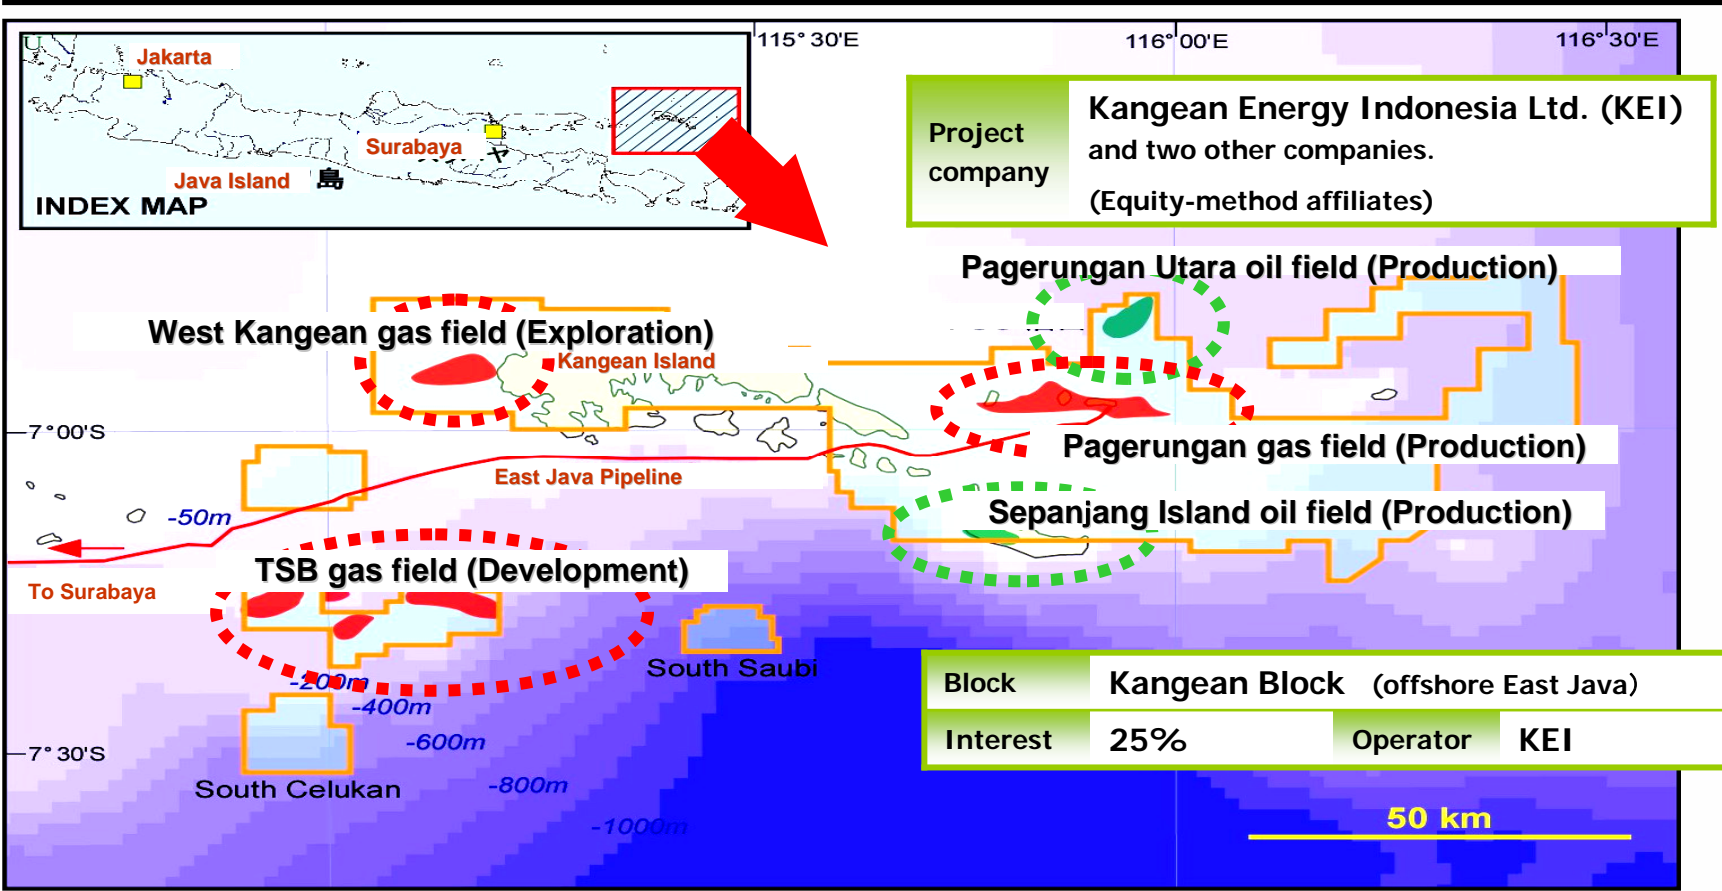 U
Jakarta
Surabaya
ヤ
Java Island 島
INDEX MAP
115°30'E
116°00'E
116°30'E
Project company
Kangean Energy Indonesia Ltd. (KEI)
and two other companies.
(Equity-method affiliates)
Pagerungan Utara oil field (Production)
West Kangean gas field (Exploration)
Kangean Island
7°00'S
Pagerungan gas field (Production)
East Java Pipeline
-50m
Sepanjang Island oil field (Production)
TSB gas field (Development)
To Surabaya
South Saubi
-200m
-400m
-600m
-800m
-1000m
7°30'S
South Celukan
Block Kangean Block (offshore East Java)
Interest 25% Operator KEI
50 km